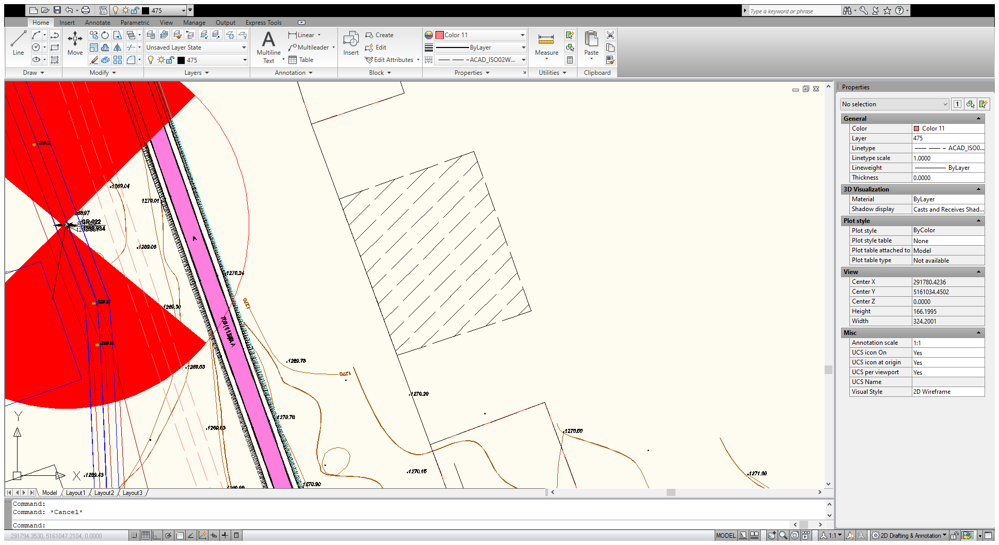 475
Type a keyword or phrase
Home Insert Annotate Parametric View Manage Output Express Tools
Line
Move
Unsaved Layer State
475
Multiline
Text
Linear
Multileader
Table
Insert
Create
Edit
Edit Attributes
Color 11
ByLayer
ACAD_ISO02W...
Measure
Paste
Draw Modify Layers Annotation Block Properties Utilities Clipboard
Properties
No selection
1
General
Color Color 11
Layer 475
Linetype ACAD_ISO0...
Linetype scale 1.0000
Lineweight ByLayer
Thickness 0.0000
3D Visualization
Material ByLayer
Shadow display Casts and Receives Shad...
Plot style
Plot style ByColor
Plot style table None
Plot table attached to Model
Plot table type Not available
View
Center X 291780.4236
Center Y 5161034.4502
Center Z 0.0000
Height 166.1995
Width 324.2001
Misc
Annotation scale 1:1
UCS icon On Yes
UCS icon at origin Yes
UCS per viewport Yes
UCS Name
Visual Style 2D Wireframe
.1269.04
1270.01
GR.022
.1269.08
A
.1270.24
1270
.1269.30
.1269.78
1270
.1269.63
.1270.20
.1270.76
.1269.83
.1270.60
.1270.15
.1271.00
.1269.43
.1270.90
Y
X
Model Layout1 Layout2 Layout3
Command:
Command: *Cancel*
Command:
291794.3530, 5161047.2104, 0.0000
MODEL
1:1
2D Drafting & Annotation